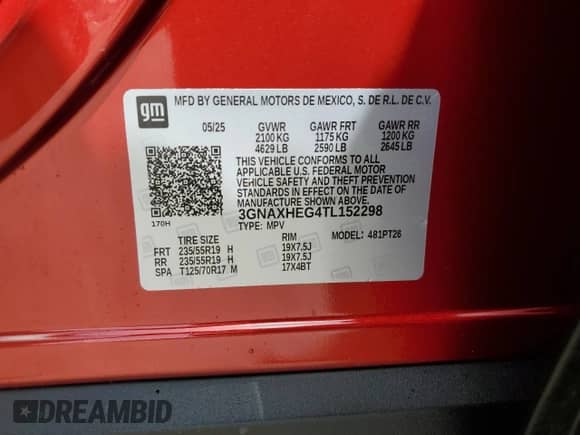 gm
MFD BY GENERAL MOTORS DE MEXICO, S. DE R.L. DE C.V.
05/25 GVWR GAWR FRT GAWR RR
2100 KG 1175 KG 1200 KG
4629 LB 2590 LB 2645 LB
THIS VEHICLE CONFORMS TO ALL
APPLICABLE U.S. FEDERAL MOTOR
VEHICLE SAFETY AND THEFT PREVENTION
STANDARDS IN EFFECT ON THE DATE OF
MANUFACTURE SHOWN ABOVE.
3GNAXHEG4TL152298
170H
TYPE: MPV MODEL: 481PT26
TIRE SIZE RIM
FRT 235/55R19 H 19X7.5J
RR 235/55R19 H 19X7.5J
SPA T125/70R17 M 17X4BT
DREAMBID